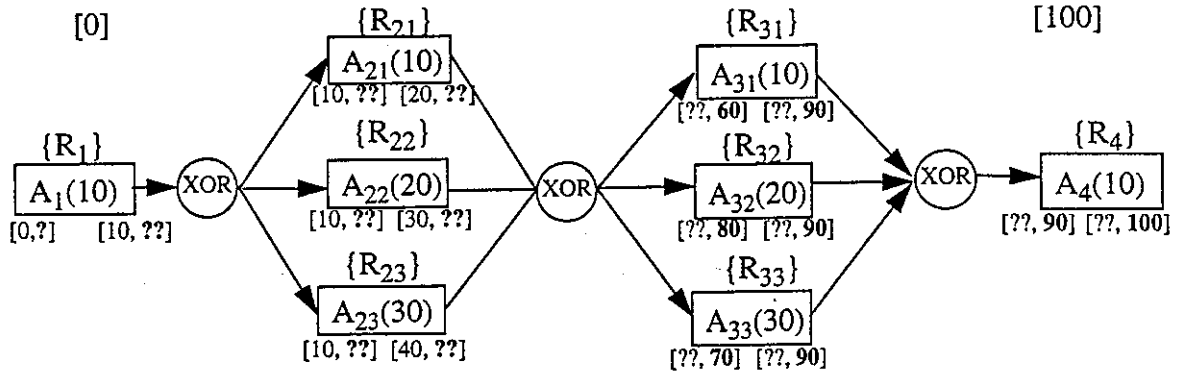 [0]
{R21}
{R31}
[100]
A21(10)
A31(10)
[10, ??] [20, ??]
[??, 60] [??, 90]
{R1}
{R22}
{R32}
{R4}
A1(10)
XOR
A22(20)
XOR
A32(20)
XOR
A4(10)
[0,?] [10, ??]
[10, ??] [30, ??]
[??, 80] [??, 90]
[??, 90] [??, 100]
{R23}
{R33}
A23(30)
A33(30)
[10, ??] [40, ??]
[??, 70] [??, 90]